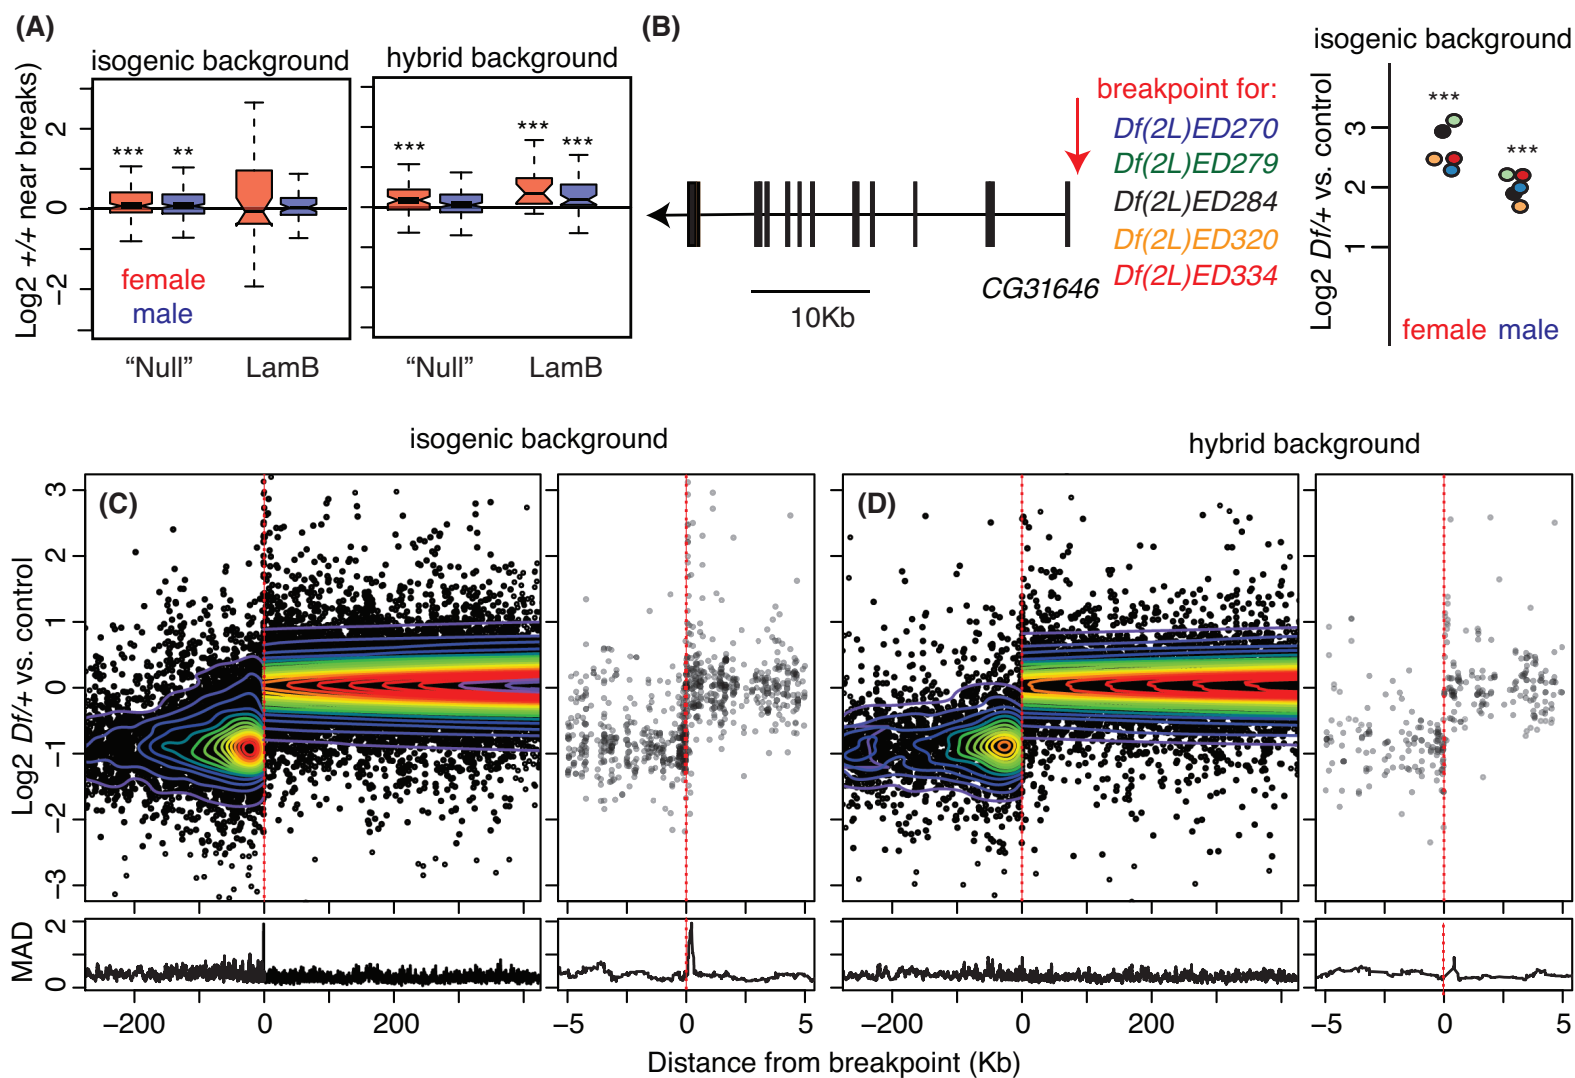 (A)
isogenic background
hybrid background
Log2 +/+ near breaks)
2
0
−2
*** **
***
*** ***
female
male
“Null” LamB
“Null” LamB
(B)
breakpoint for:
Df(2L)ED270
Df(2L)ED279
Df(2L)ED284
Df(2L)ED320
Df(2L)ED334
CG31646
10Kb
isogenic background
Log2 Df/+ vs. control
3
2
1
***
***
female male
isogenic background
hybrid background
(C)
(D)
Log2 Df/+ vs. control
3
2
1
0
−1
−2
−3
MAD
2
0
−200 0 200
−5 0 5
−200 0 200
−5 0 5
Distance from breakpoint (Kb)